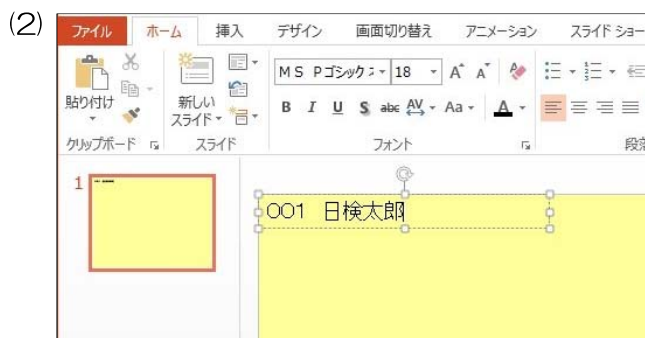 (2)
ファイル ホーム 挿入 デザイン 画面切り替え アニメーション スライド ショー
貼り付け 新しい スライド MS Pゴシック 18 A A
B I U S abc AV Aa A
クリップボード スライド フォント 段落
1
001 日検太郎